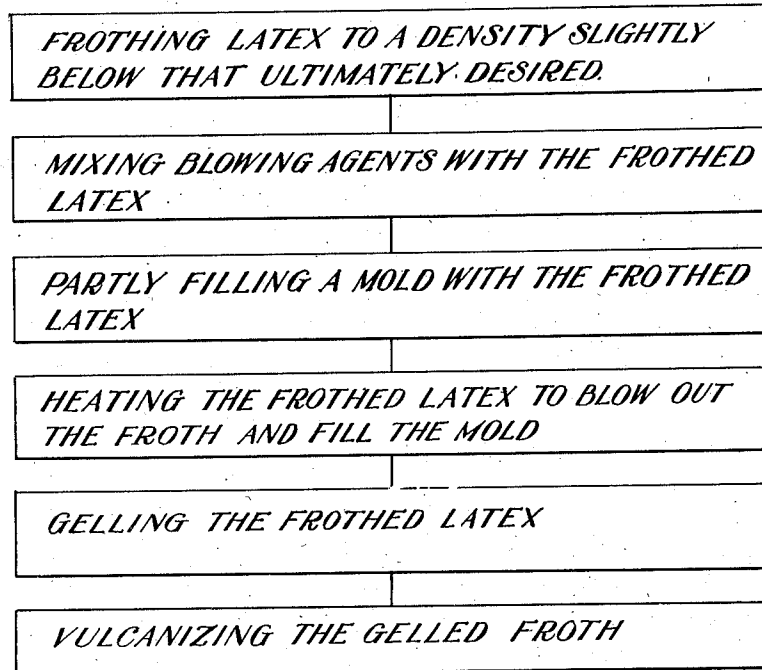 FROTHING LATEX TO A DENSITY SLIGHTLY
BELOW THAT ULTIMATELY DESIRED.
MIXING BLOWING AGENTS WITH THE FROTHED
LATEX
PARTLY FILLING A MOLD WITH THE FROTHED
LATEX
HEATING THE FROTHED LATEX TO BLOW OUT
THE FROTH AND FILL THE MOLD
GELLING THE FROTHED LATEX
VULCANIZING THE GELLED FROTH